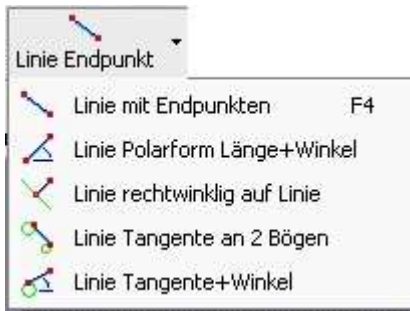 Linie Endpunkt
Linie mit Endpunkten F4
Linie Polarform Länge+Winkel
Linie rechtwinklig auf Linie
Linie Tangente an 2 Bögen
Linie Tangente+Winkel